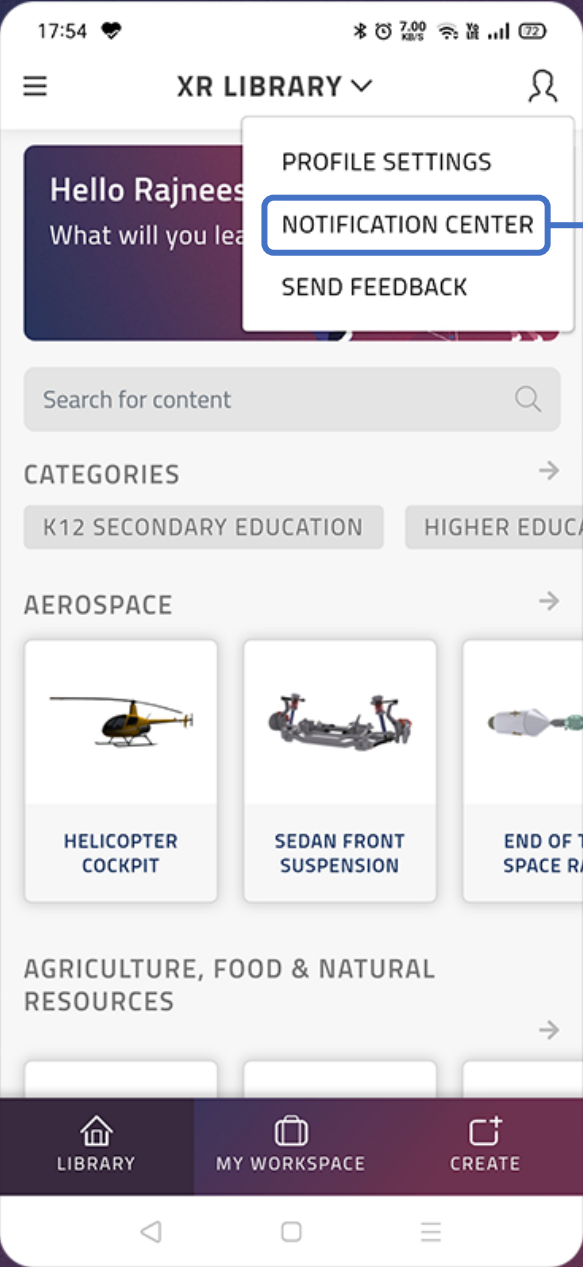 17:54
7.00 KB/S
Vo LTE
72
XR LIBRARY
PROFILE SETTINGS
NOTIFICATION CENTER
SEND FEEDBACK
Hello Rajnees
What will you lea
Search for content
CATEGORIES
K12 SECONDARY EDUCATION
HIGHER EDUCA
AEROSPACE
HELICOPTER
COCKPIT
SEDAN FRONT
SUSPENSION
END OF T
SPACE RA
AGRICULTURE, FOOD & NATURAL
RESOURCES
LIBRARY
MY WORKSPACE
CREATE